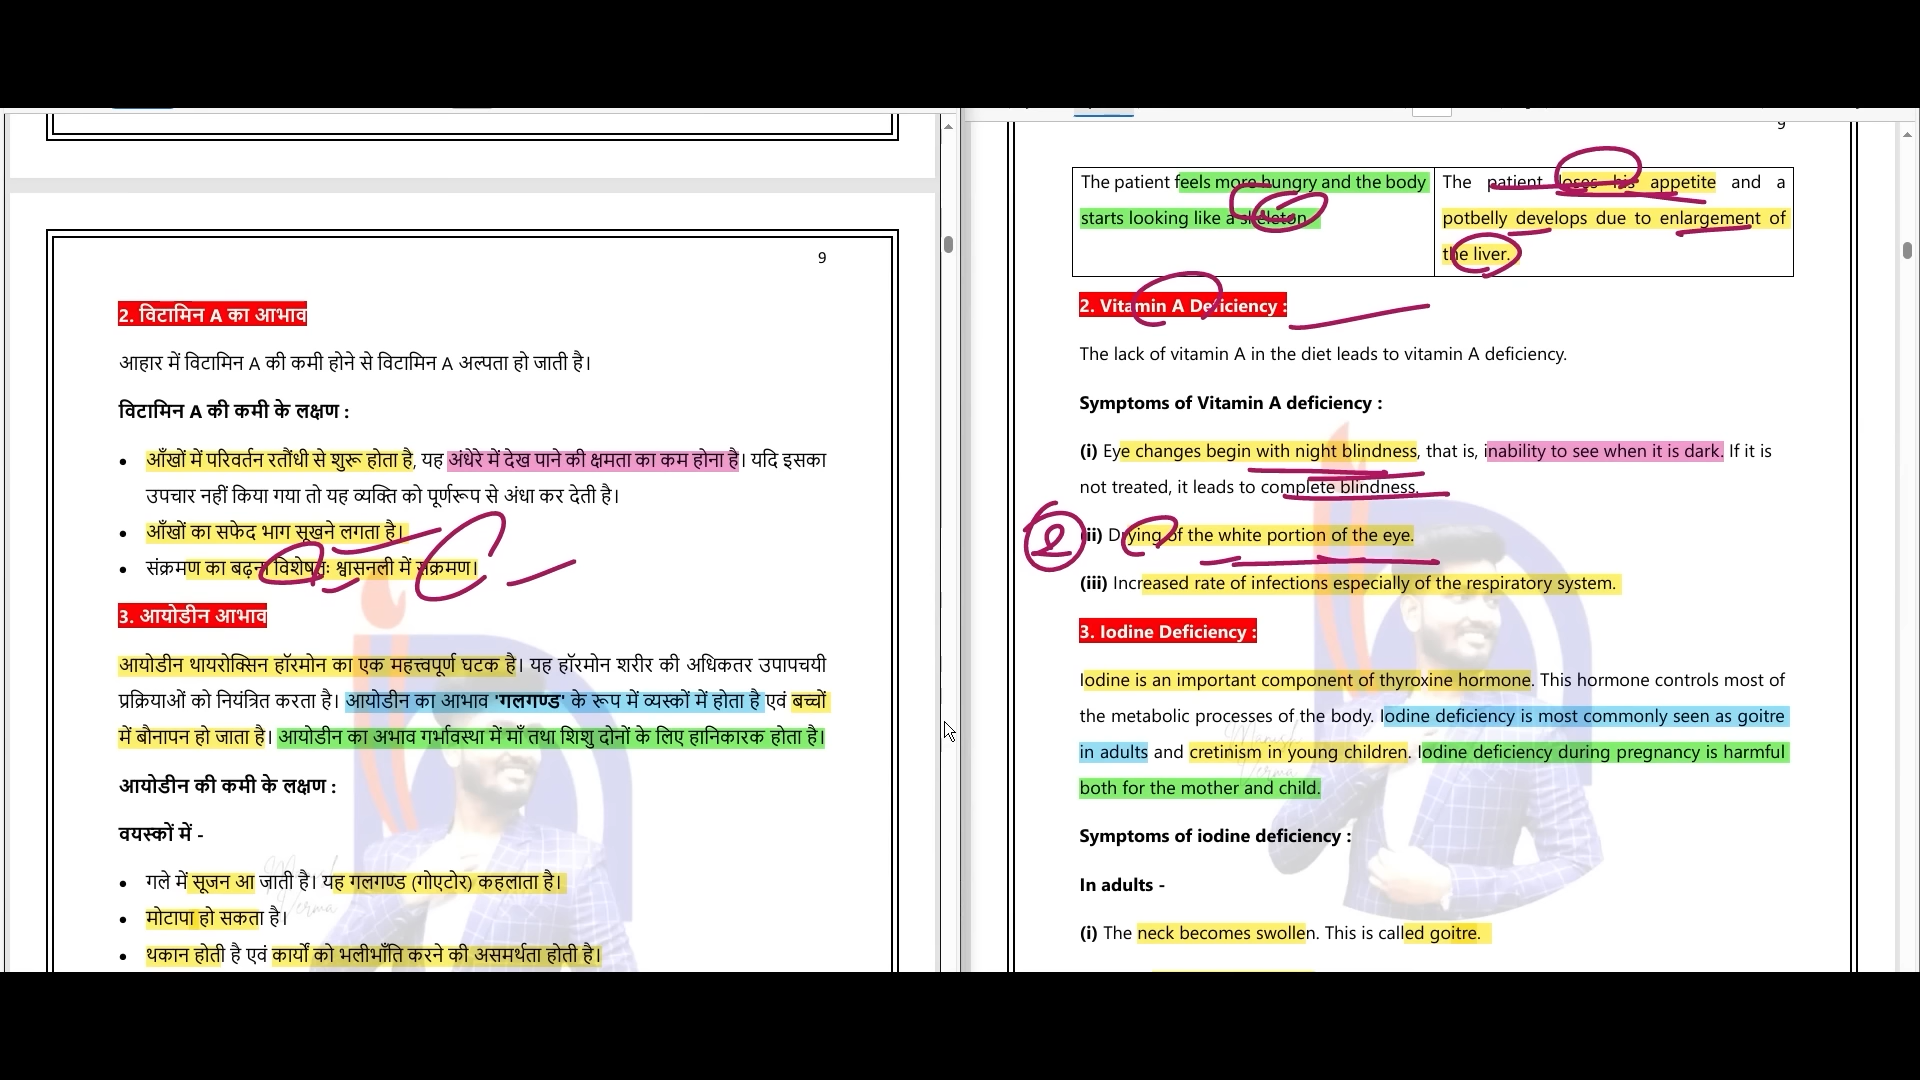 9
2. विटामिन A का आभाव
आहार में विटामिन A की कमी होने से विटामिन A अल्पता हो जाती है।
विटामिन A की कमी के लक्षण :
• आँखों में परिवर्तन रतौंधी से शुरू होता है, यह अंधेरे में देख पाने की क्षमता का कम होना है। यदि इसका
उपचार नहीं किया गया तो यह व्यक्ति को पूर्णरूप से अंधा कर देती है।
• आँखों का सफेद भाग सूखने लगता है।
• संक्रमण का बढ़ना विशेषतः श्वासनली में संक्रमण।
3. आयोडीन आभाव
आयोडीन थायरोक्सिन हॉरमोन का एक महत्त्वपूर्ण घटक है। यह हॉरमोन शरीर की अधिकतर उपापचयी
प्रक्रियाओं को नियंत्रित करता है। आयोडीन का आभाव 'गलगण्ड' के रूप में व्यस्कों में होता है एवं बच्चों
में बौनापन हो जाता है। आयोडीन का अभाव गर्भावस्था में माँ तथा शिशु दोनों के लिए हानिकारक होता है।
आयोडीन की कमी के लक्षण :
वयस्कों में -
• गले में सूजन आ जाती है। यह गलगण्ड (गोएटोर) कहलाता है।
• मोटापा हो सकता है।
• थकान होती है एवं कार्यों को भलीभाँति करने की असमर्थता होती है।
Manish
Verma
9
The patient feels more hungry and the body
starts looking like a skeleton.
The patient loses his appetite and a
potbelly develops due to enlargement of
the liver.
2. Vitamin A Deficiency :
The lack of vitamin A in the diet leads to vitamin A deficiency.
Symptoms of Vitamin A deficiency :
(i) Eye changes begin with night blindness, that is, inability to see when it is dark. If it is
not treated, it leads to complete blindness.
2
(ii) Drying of the white portion of the eye.
(iii) Increased rate of infections especially of the respiratory system.
3. Iodine Deficiency :
Iodine is an important component of thyroxine hormone. This hormone controls most of
the metabolic processes of the body. Iodine deficiency is most commonly seen as goitre
in adults and cretinism in young children. Iodine deficiency during pregnancy is harmful
both for the mother and child.
Symptoms of iodine deficiency :
In adults -
(i) The neck becomes swollen. This is called goitre.
Manish
Verma